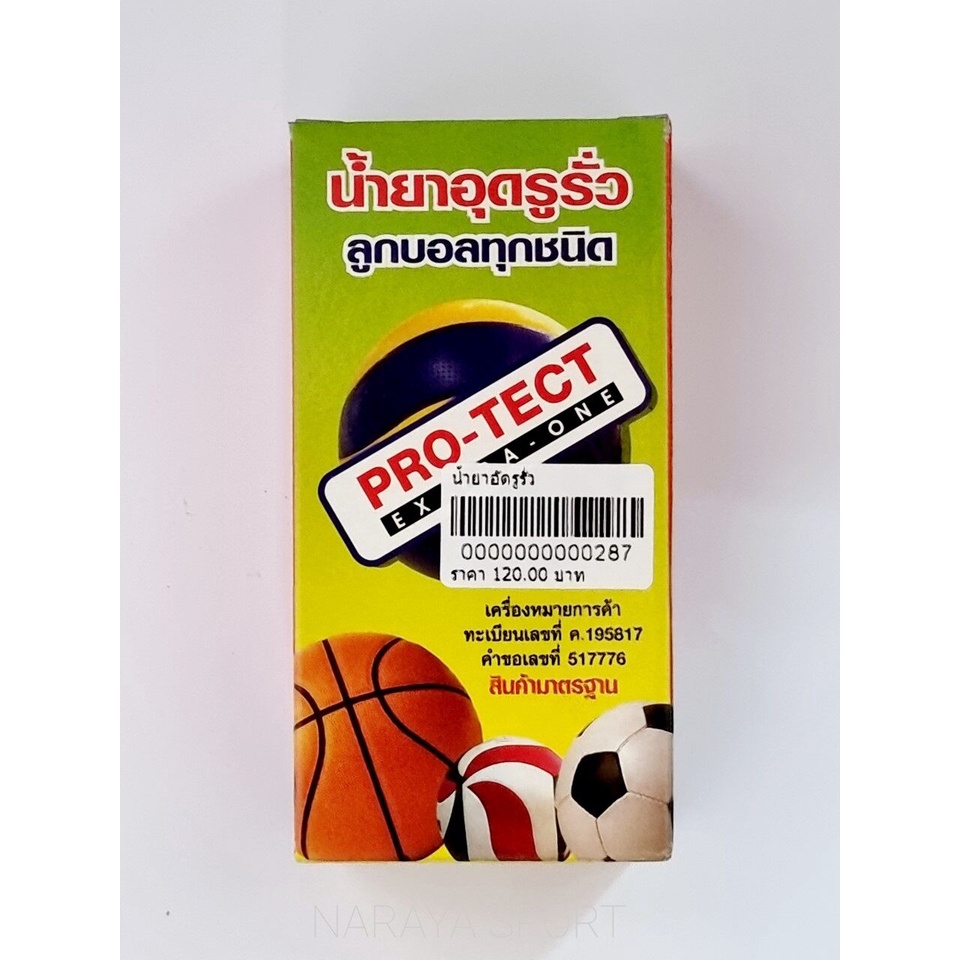 น้ำยาอุดรูรั่ว
ลูกบอลทุกชนิด
PRO-TECT
EX A-ONE
น้ำยาอัดรูรั่ว
0000000000287
ราคา 120.00 บาท
เครื่องหมายการค้า
ทะเบียนเลขที่ ค.195817
คำขอเลขที่ 517776
สินค้ามาตรฐาน
NARAYA SPORT